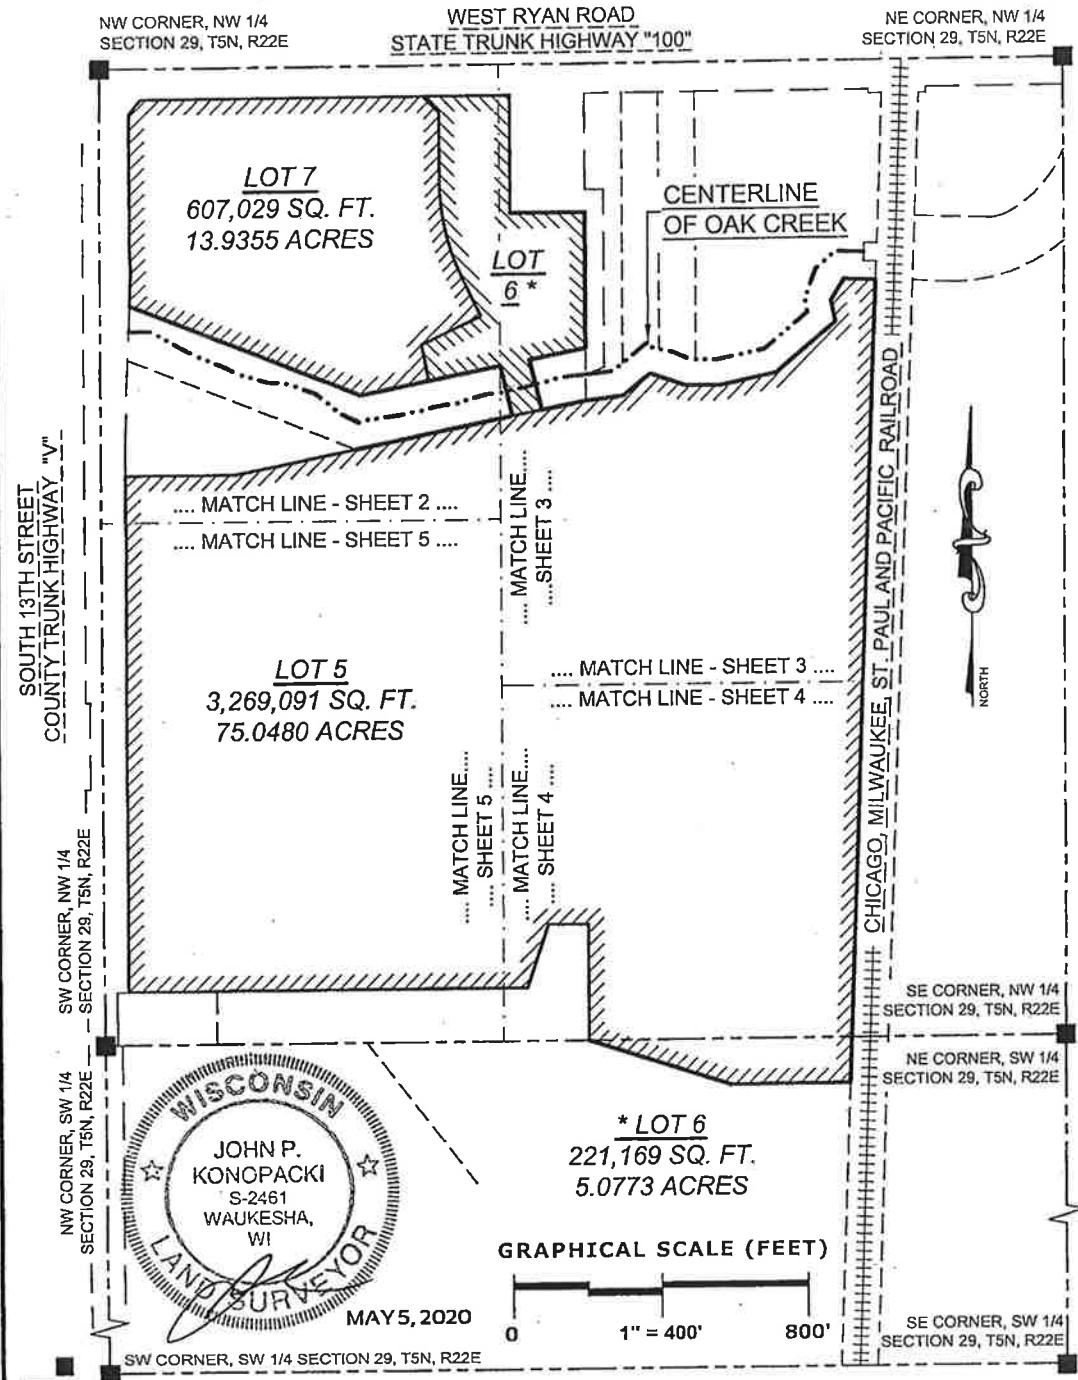 NW CORNER, NW 1/4
SECTION 29, T5N, R22E
WEST RYAN ROAD
STATE TRUNK HIGHWAY "100"
NE CORNER, NW 1/4
SECTION 29, T5N, R22E
LOT 7
607,029 SQ. FT.
13.9355 ACRES
LOT
6 *
CENTERLINE
OF OAK CREEK
SOUTH 13TH STREET
COUNTY TRUNK HIGHWAY "V"
.... MATCH LINE - SHEET 2 ....
.... MATCH LINE - SHEET 5 ....
.... MATCH LINE....
....SHEET 3 ....
CHICAGO, MILWAUKEE, ST. PAUL AND PACIFIC RAILROAD
NORTH
LOT 5
3,269,091 SQ. FT.
75.0480 ACRES
.... MATCH LINE - SHEET 3 ....
.... MATCH LINE - SHEET 4 ....
.... MATCH LINE....
.... SHEET 5 ....
.... MATCH LINE....
.... SHEET 4 ....
SW CORNER, NW 1/4
SECTION 29, T5N, R22E
SE CORNER, NW 1/4
SECTION 29, T5N, R22E
NW CORNER, SW 1/4
SECTION 29, T5N, R22E
NE CORNER, SW 1/4
SECTION 29, T5N, R22E
WISCONSIN
JOHN P.
KONOPACKI
S-2461
WAUKESHA,
WI
LAND SURVEYOR
MAY 5, 2020
* LOT 6
221,169 SQ. FT.
5.0773 ACRES
GRAPHICAL SCALE (FEET)
0 1" = 400' 800'
SE CORNER, SW 1/4
SECTION 29, T5N, R22E
SW CORNER, SW 1/4 SECTION 29, T5N, R22E